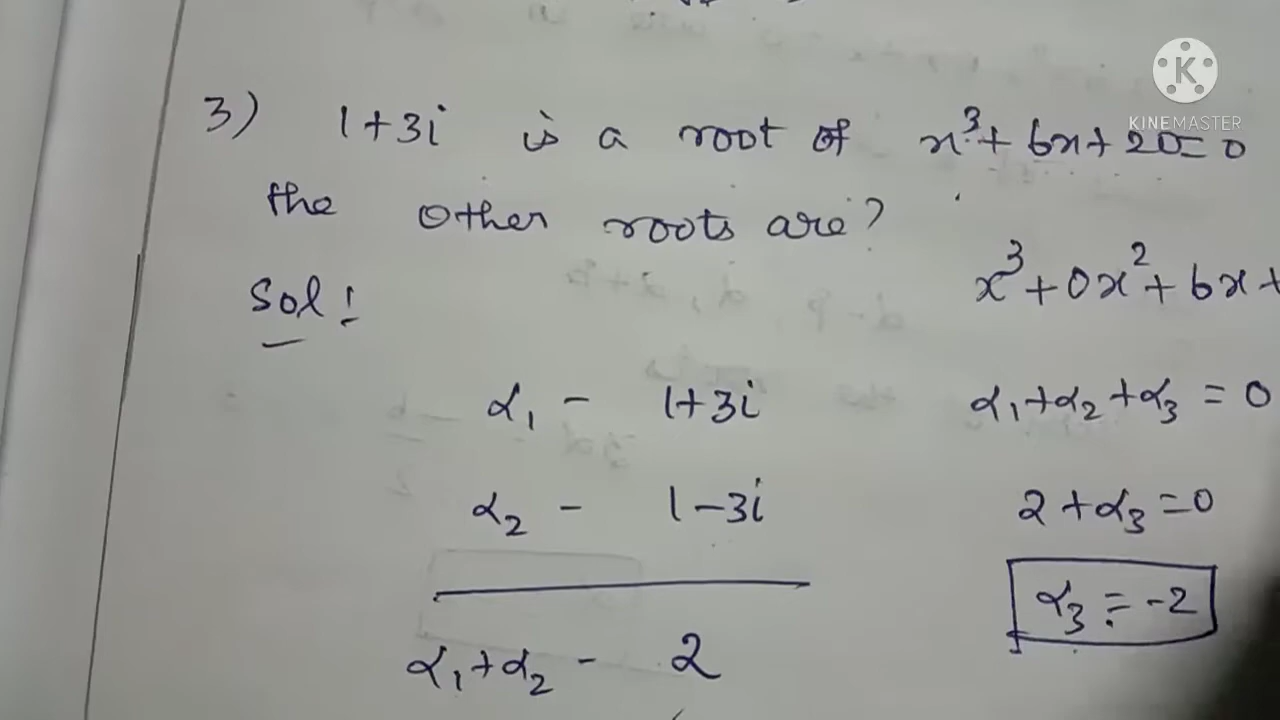 KINEMASTER
3) 1+3i is a root of x³+6x+20=0
the other roots are?
x³+0x²+6x+
Sol:
α₁ - 1+3i
α₁+α₂+α₃ = 0
α₂ - 1-3i
2+α₃=0
α₃ = -2
α₁+α₂ - 2